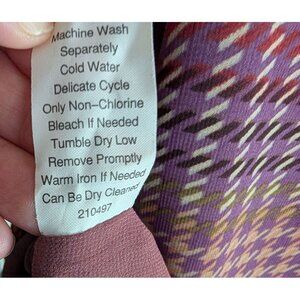 Machine Wash
Separately
Cold Water
Delicate Cycle
Only Non-Chlorine
Bleach If Needed
Tumble Dry Low
Remove Promptly
Warm Iron If Needed
Can Be Dry Cleaned
210497